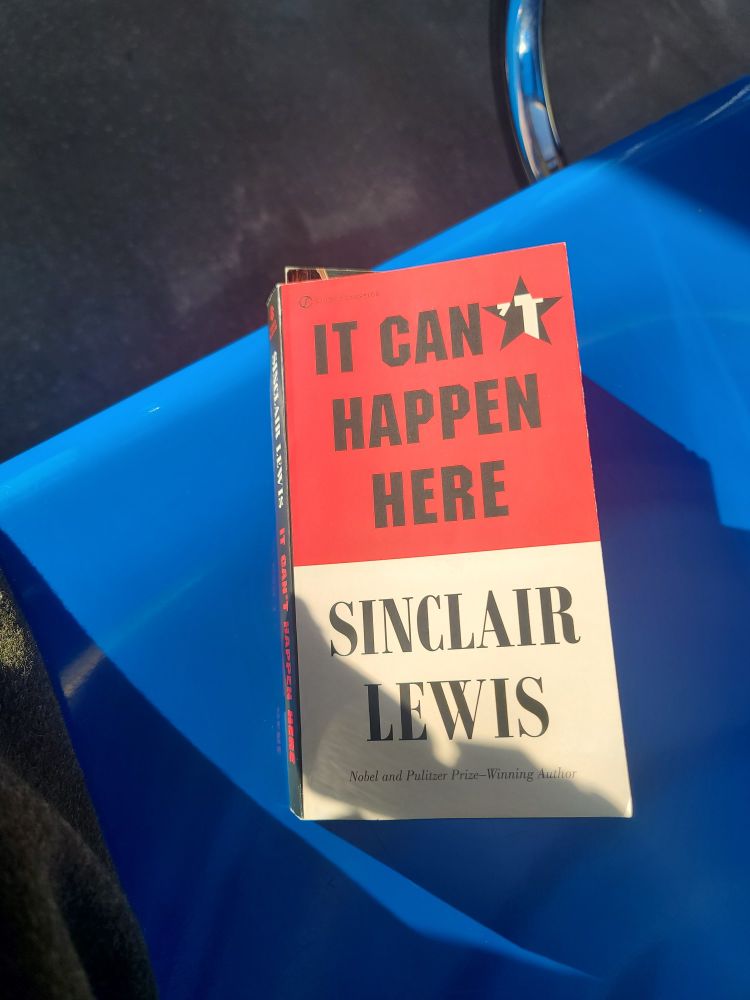 IT CAN'T
HAPPEN
HERE
SINCLAIR
LEWIS
Nobel and Pulitzer Prize–Winning Author
SINCLAIR LEWIS IT CAN'T HAPPEN HERE